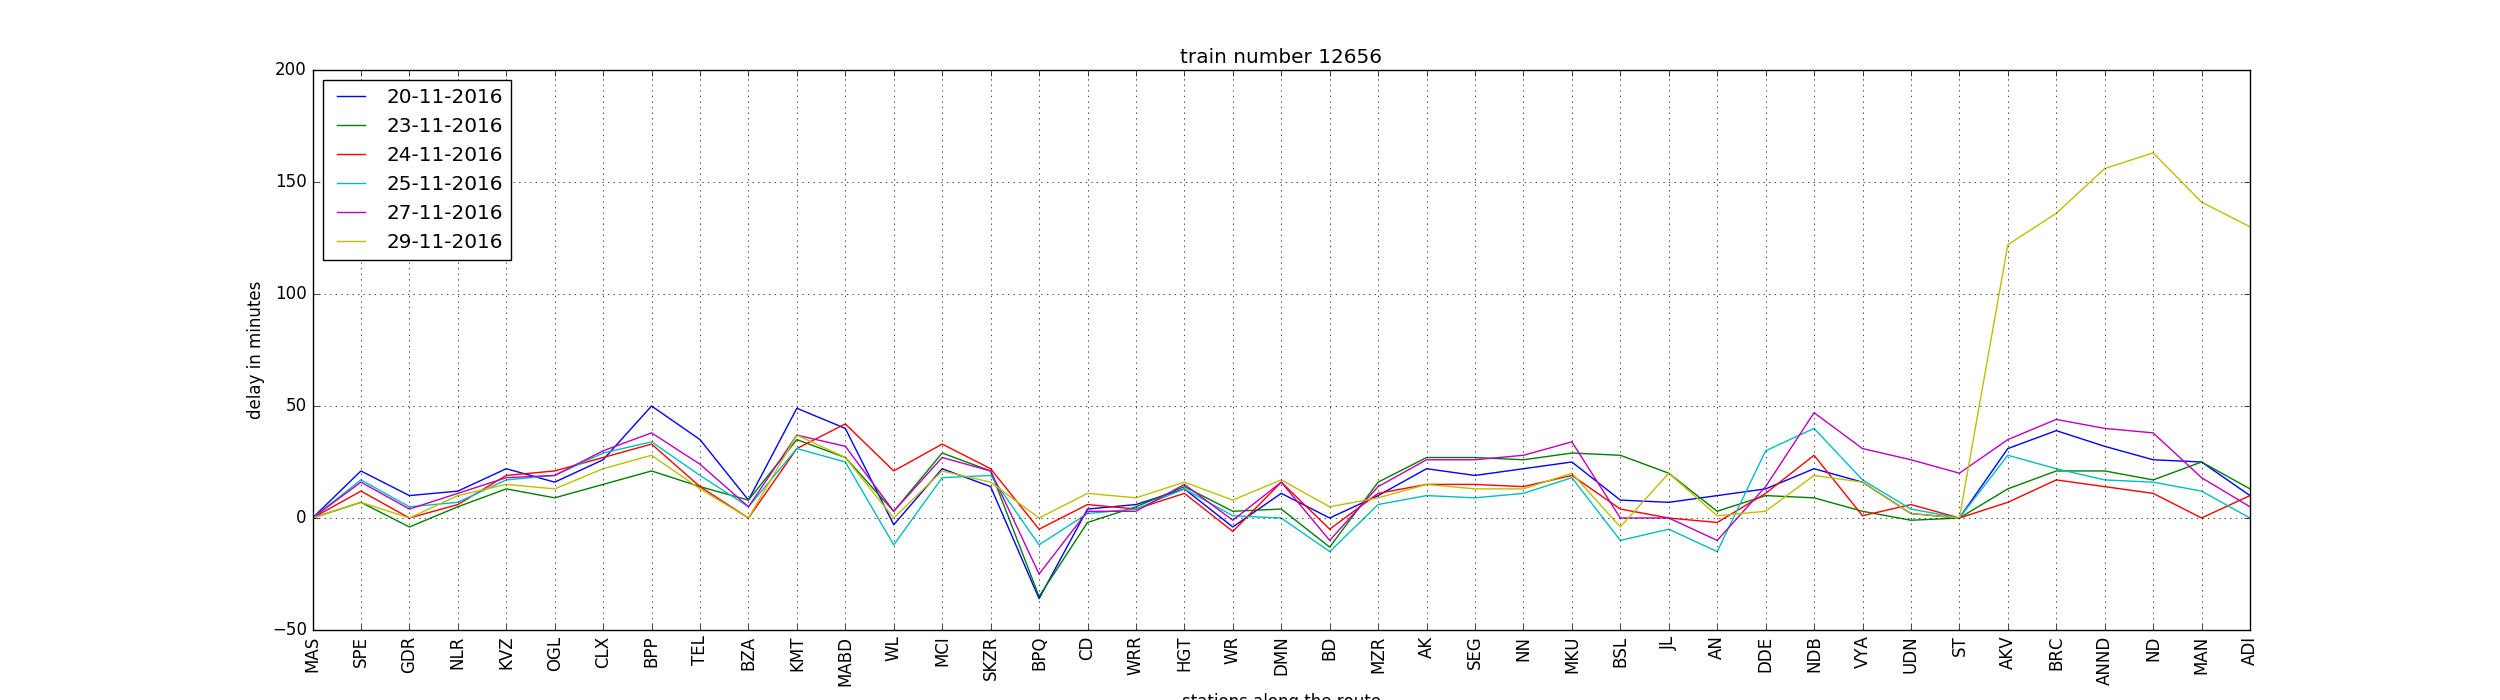 train number 12656
200
150
100
50
0
−50
delay in minutes
20-11-2016
23-11-2016
24-11-2016
25-11-2016
27-11-2016
29-11-2016
MAS
SPE
GDR
NLR
KVZ
OGL
CLX
BPP
TEL
BZA
KMT
MABD
WL
MCI
SKZR
BPQ
CD
WRR
HGT
WR
DMN
BD
MZR
AK
SEG
NN
MKU
BSL
JL
AN
DDE
NDB
VYA
UDN
ST
AKV
BRC
ANND
ND
MAN
ADI
stations along the route